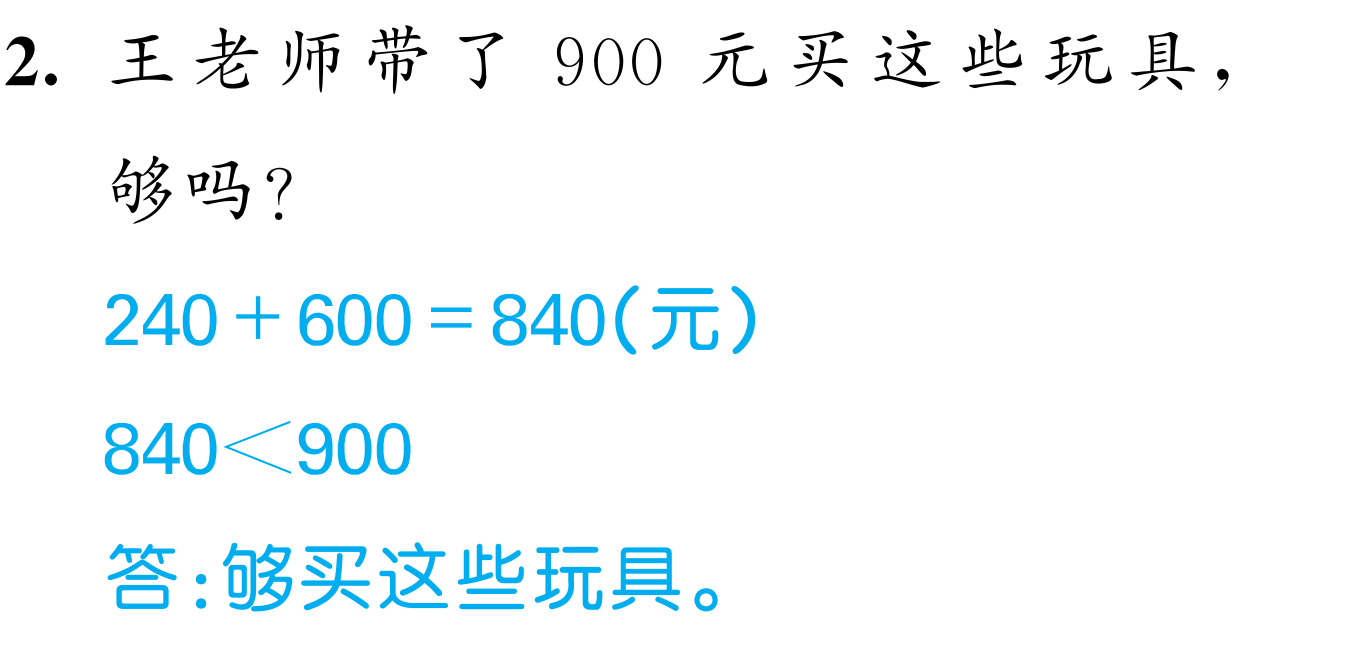 2. 王老师带了 900 元买这些玩具，
够吗？
240＋600＝840(元)
840＜900
答：够买这些玩具。